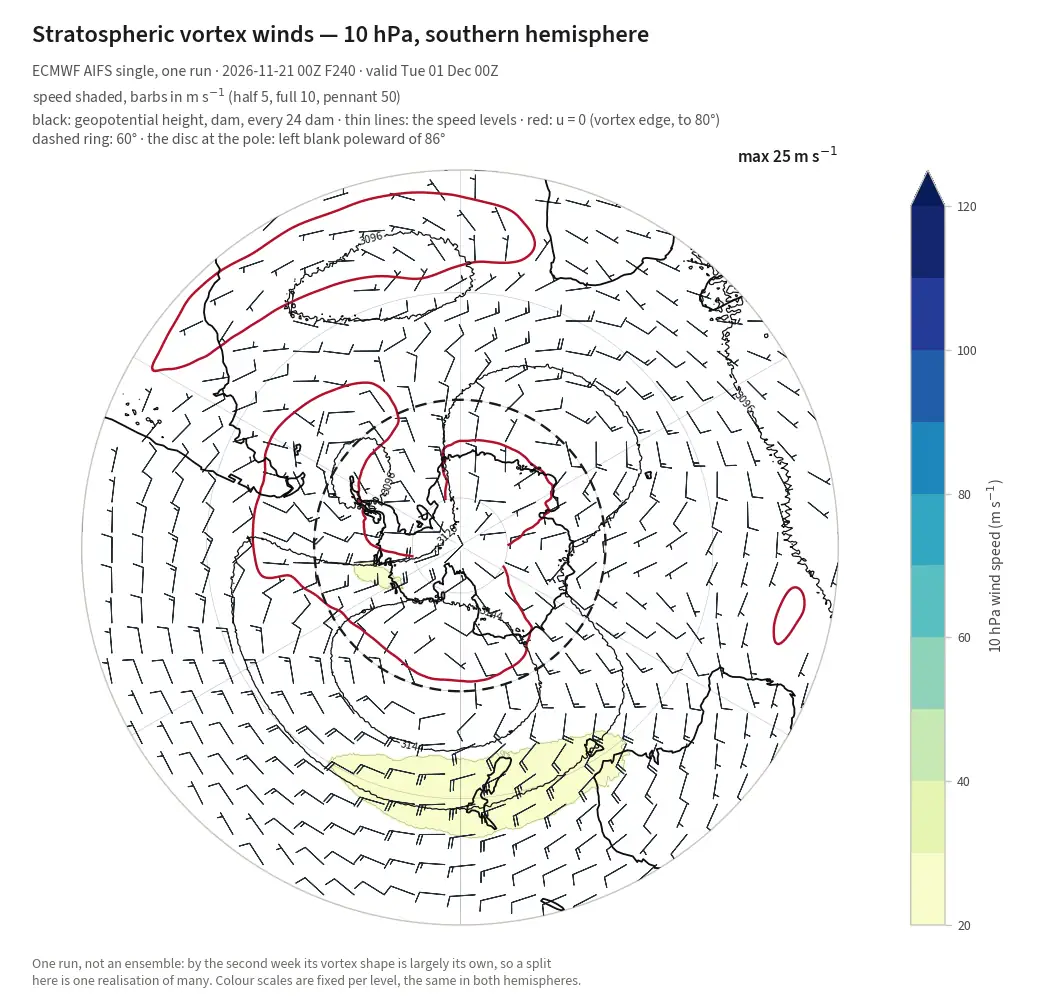 Stratospheric vortex winds — 10 hPa, southern hemisphere
ECMWF AIFS single, one run · 2026-11-21 00Z F240 · valid Tue 01 Dec 00Z
speed shaded, barbs in m s⁻¹ (half 5, full 10, pennant 50)
black: geopotential height, dam, every 24 dam · thin lines: the speed levels · red: u = 0 (vortex edge, to 80°)
dashed ring: 60° · the disc at the pole: left blank poleward of 86°
max 25 m s⁻¹
120
100
80
60
40
20
10 hPa wind speed (m s⁻¹)
3096
3096
3096
3120
3144
3144
One run, not an ensemble: by the second week its vortex shape is largely its own, so a split
here is one realisation of many. Colour scales are fixed per level, the same in both hemispheres.